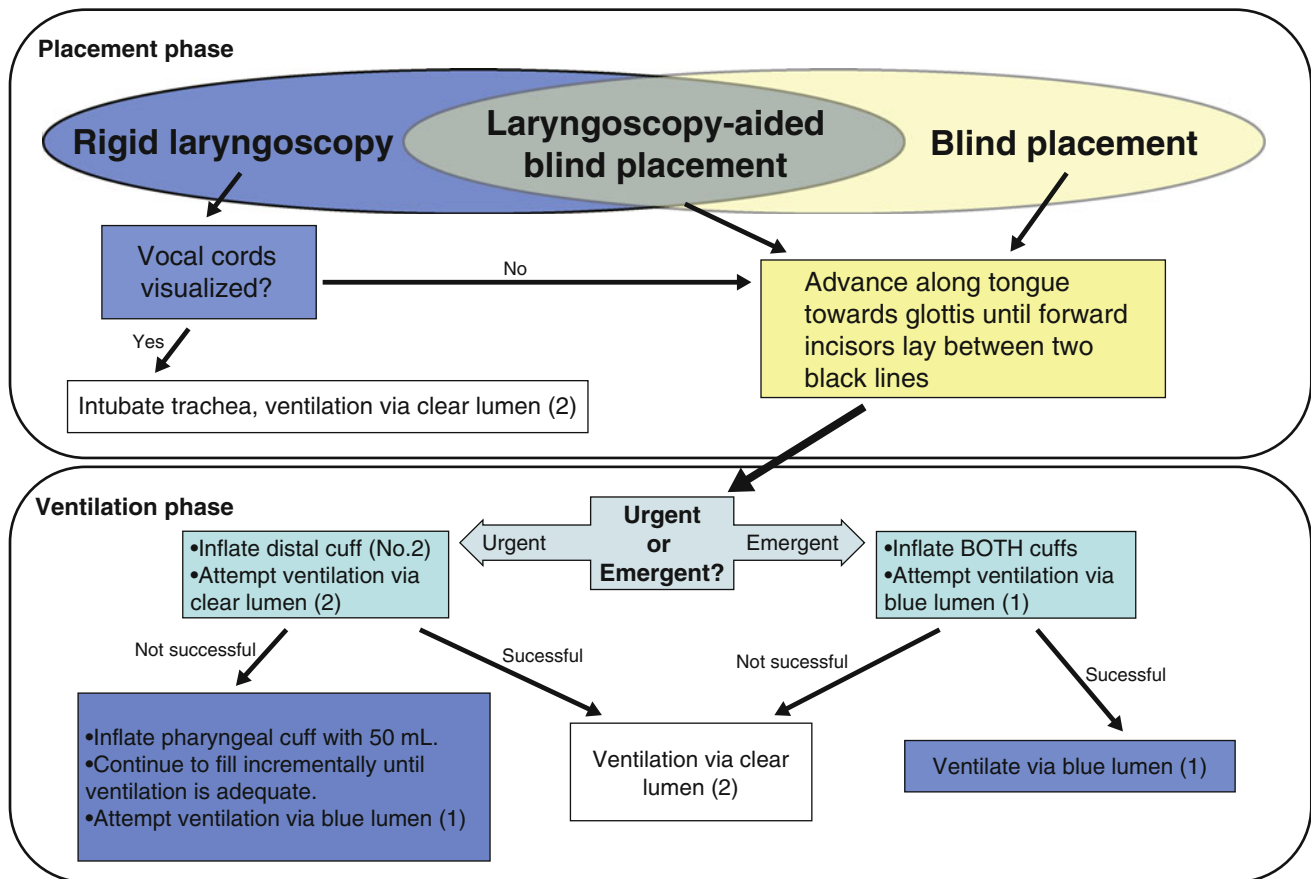 Placement phase
Rigid laryngoscopy
Laryngoscopy-aided
blind placement
Blind placement
Vocal cords
visualized?
No
Yes
Advance along tongue
towards glottis until forward
incisors lay between two
black lines
Intubate trachea, ventilation via clear lumen (2)
Ventilation phase
Urgent
or
Emergent?
Urgent
Emergent
•Inflate distal cuff (No.2)
•Attempt ventilation via
clear lumen (2)
•Inflate BOTH cuffs
•Attempt ventilation via
blue lumen (1)
Not successful
Sucessful
Not sucessful
Sucessful
•Inflate pharyngeal cuff with 50 mL.
•Continue to fill incrementally until
ventilation is adequate.
•Attempt ventilation via blue lumen (1)
Ventilation via clear
lumen (2)
Ventilate via blue lumen (1)